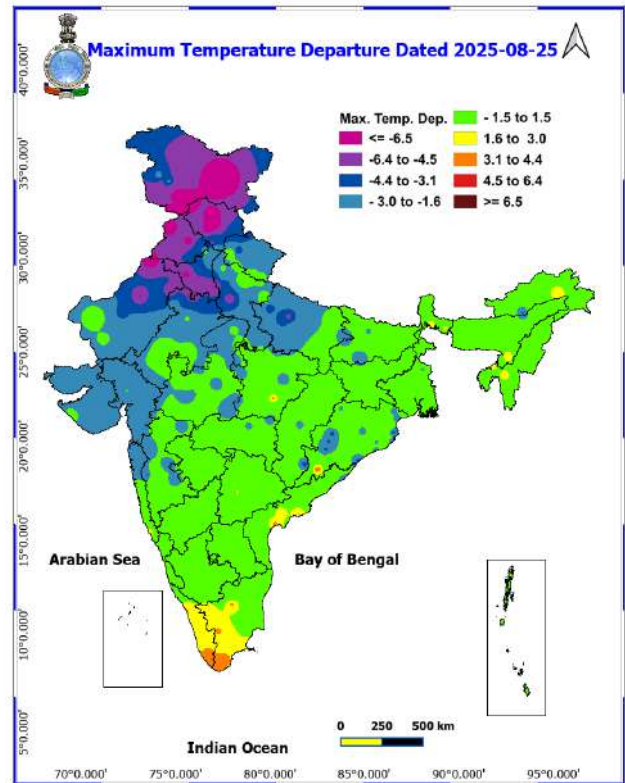 Maximum Temperature Departure Dated 2025-08-25
Max. Temp. Dep.
<= -6.5
-6.4 to -4.5
-4.4 to -3.1
- 3.0 to -1.6
- 1.5 to 1.5
1.6 to 3.0
3.1 to 4.4
4.5 to 6.4
>= 6.5
40°0.000'
35°0.000'
30°0.000'
25°0.000'
20°0.000'
15°0.000'
10°0.000'
5°0.000'
Arabian Sea
Bay of Bengal
Indian Ocean
0 250 500 km
70°0.000' 75°0.000' 80°0.000' 85°0.000' 90°0.000' 95°0.000'